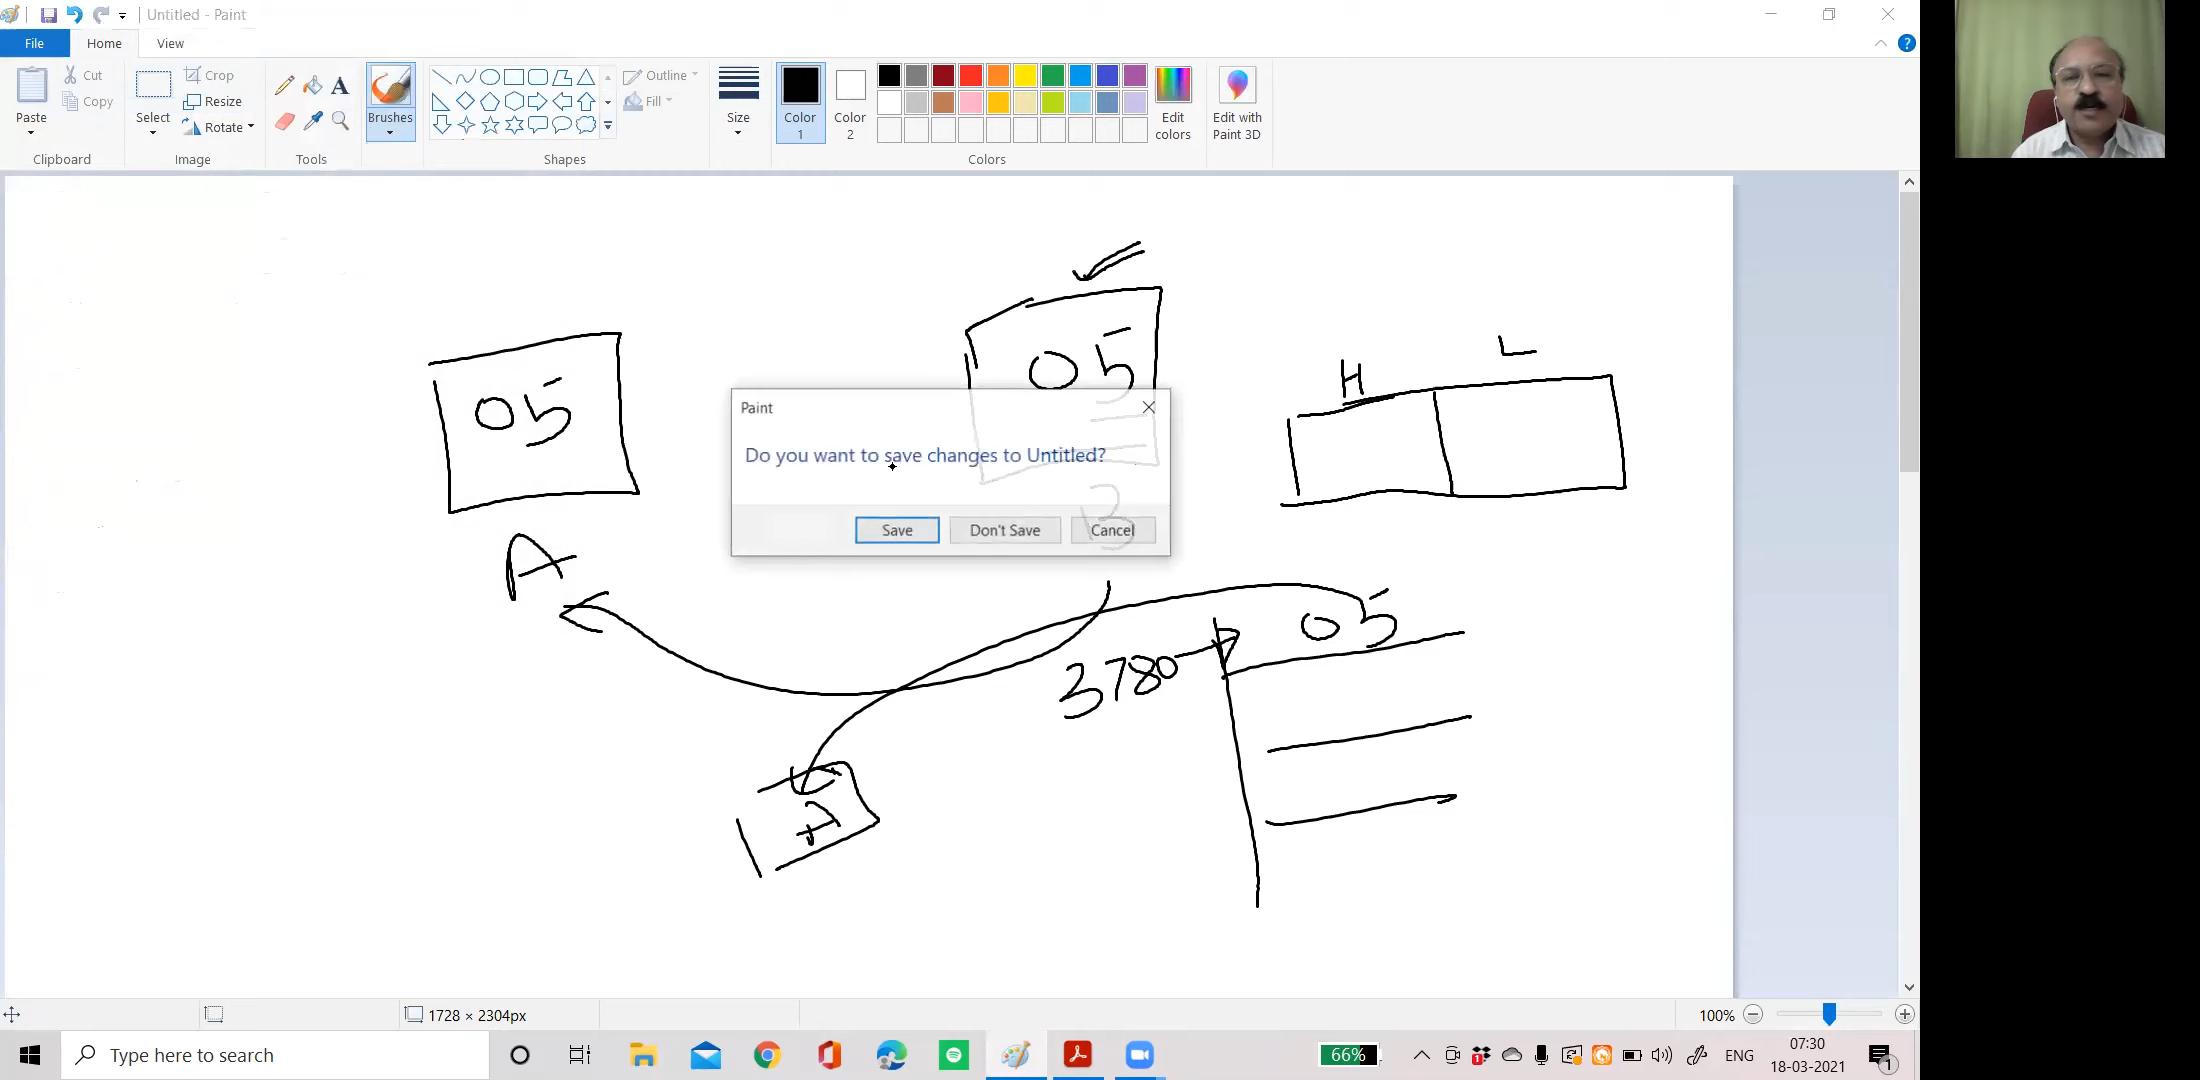 Untitled - Paint
File Home View
Paste
Cut
Copy
Clipboard
Select
Crop
Resize
Rotate
Image
A
Tools
Brushes
Outline
Fill
Shapes
Size
Color 1
Color 2
Edit colors
Colors
Edit with Paint 3D
05
05
H
L
Paint
Do you want to save changes to Untitled?
Save Don't Save Cancel
B
A
05
3780
A
1728 × 2304px
100%
Type here to search
66%
1
ENG
07:30
18-03-2021
1